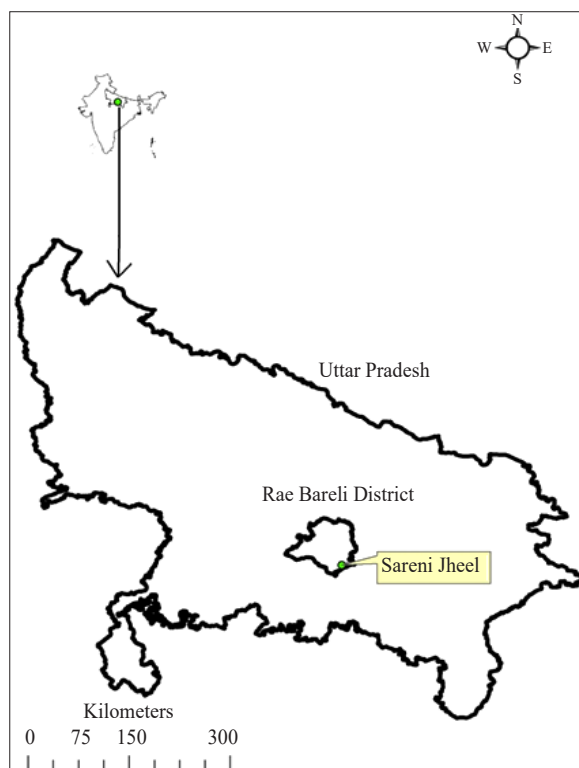 N
W E
S
Uttar Pradesh
Rae Bareli District
Sareni Jheel
Kilometers
0 75 150 300